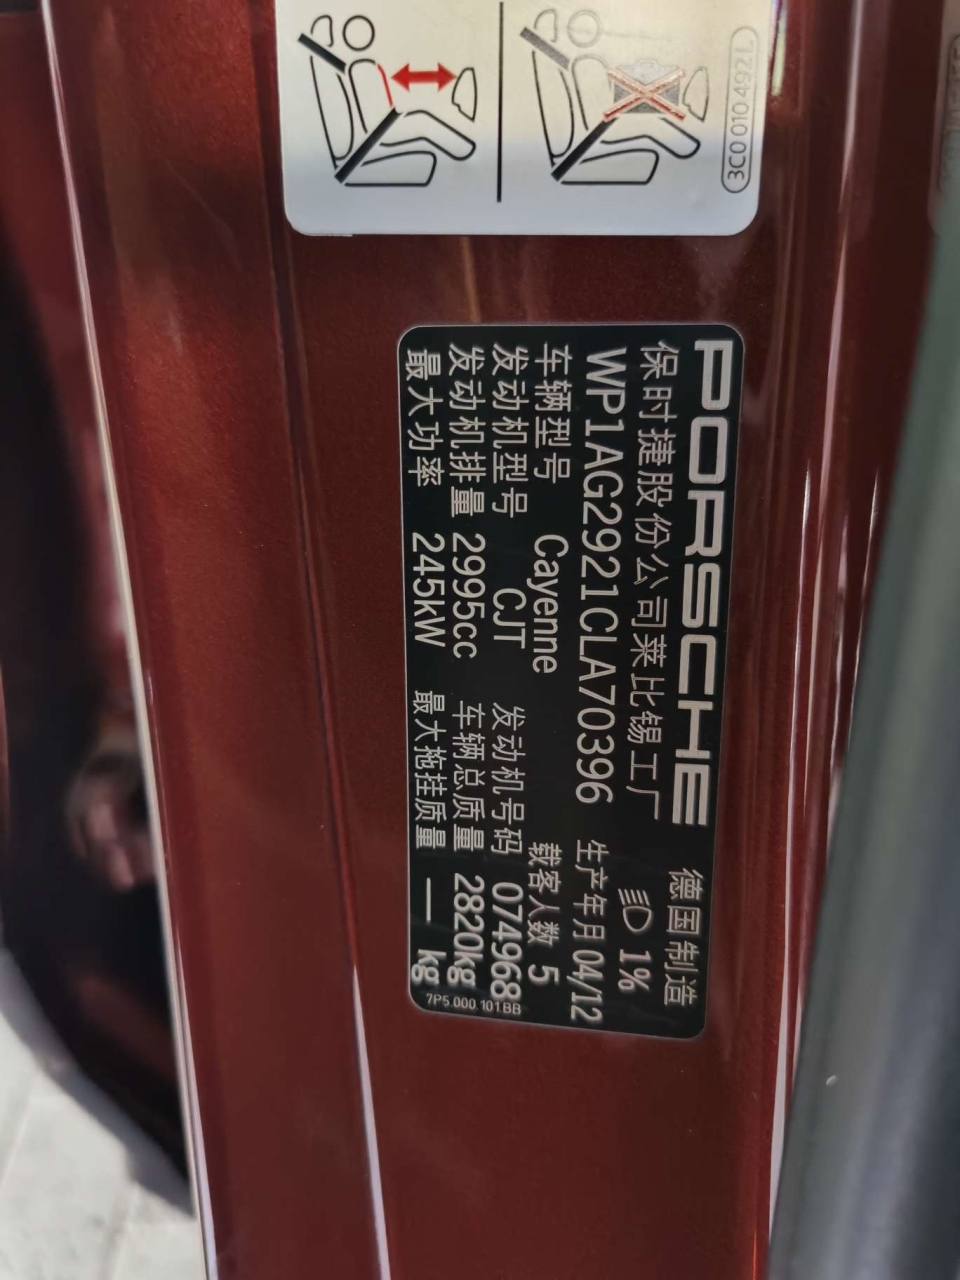 3C0 010 492 L
PORSCHE 德国制造
保时捷股份公司莱比锡工厂 1%
WP1AG2921CLA70396 生产年月 04/12
车辆型号 Cayenne 载客人数 5
发动机型号 CJT 发动机号码 074968
发动机排量 2995cc 车辆总质量 2820kg
最大功率 245kW 最大拖挂质量 — kg
7P5.000.101.BB